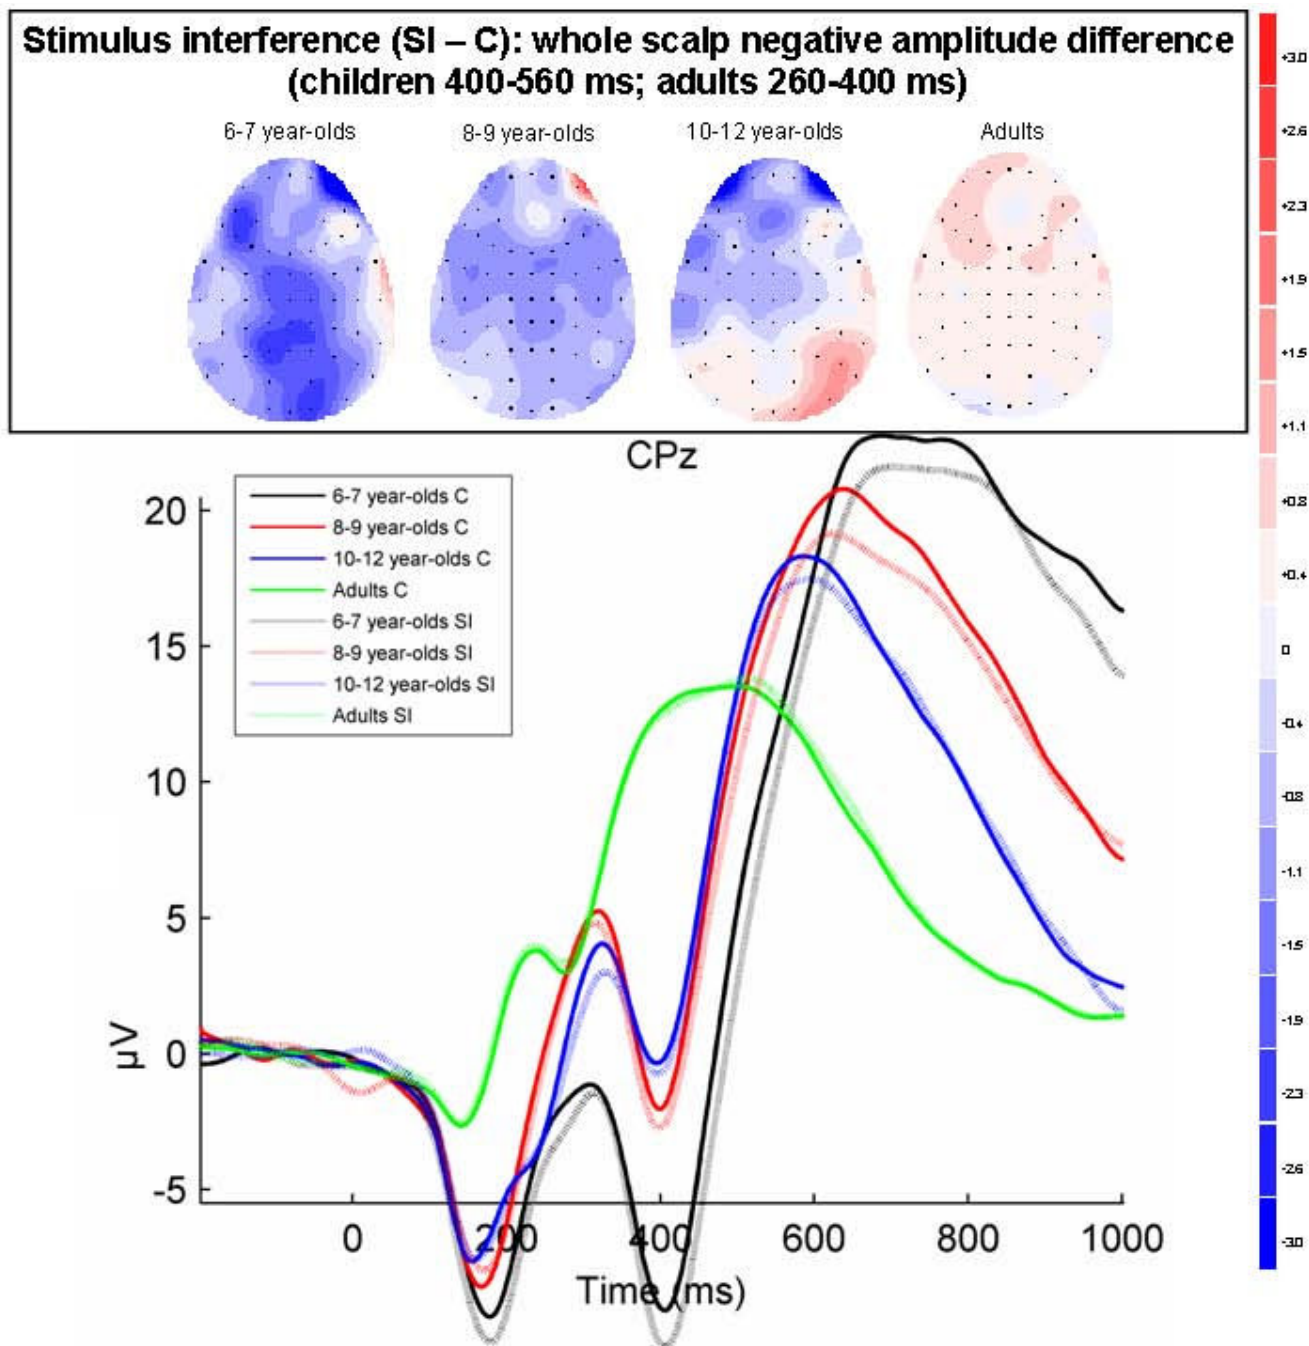 Stimulus interference (SI – C): whole scalp negative amplitude difference
(children 400-560 ms; adults 260-400 ms)
6-7 year-olds
8-9 year-olds
10-12 year-olds
Adults
+3.0
+2.6
+2.3
+1.9
+1.5
+1.1
+0.8
+0.4
0
-0.4
-0.8
-1.1
-1.5
-1.9
-2.3
-2.6
-3.0
CPz
6-7 year-olds C
8-9 year-olds C
10-12 year-olds C
Adults C
6-7 year-olds SI
8-9 year-olds SI
10-12 year-olds SI
Adults SI
20
15
10
5
0
-5
µV
0 200 400 600 800 1000
Time (ms)